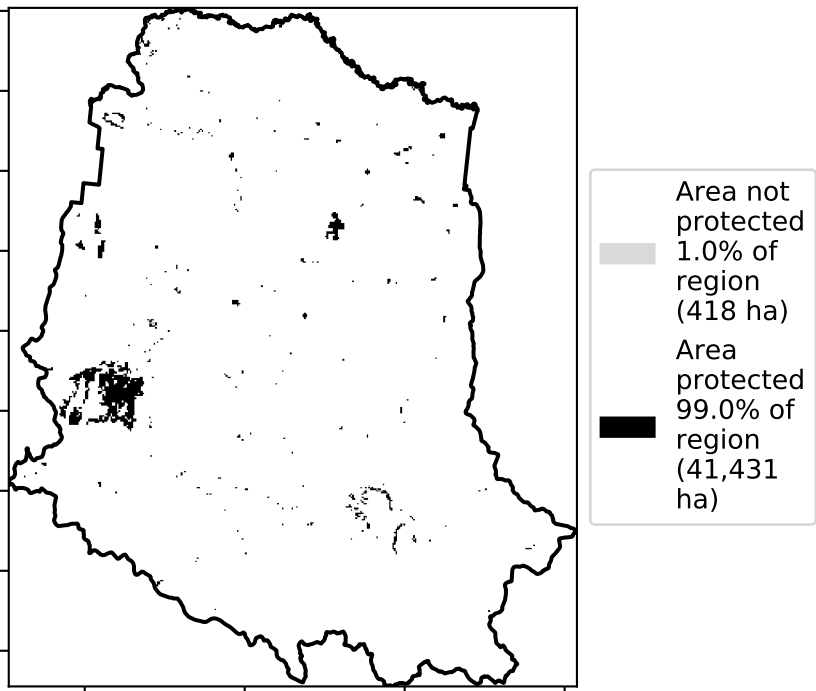 Area not
protected
1.0% of
region
(418 ha)
Area
protected
99.0% of
region
(41,431
ha)